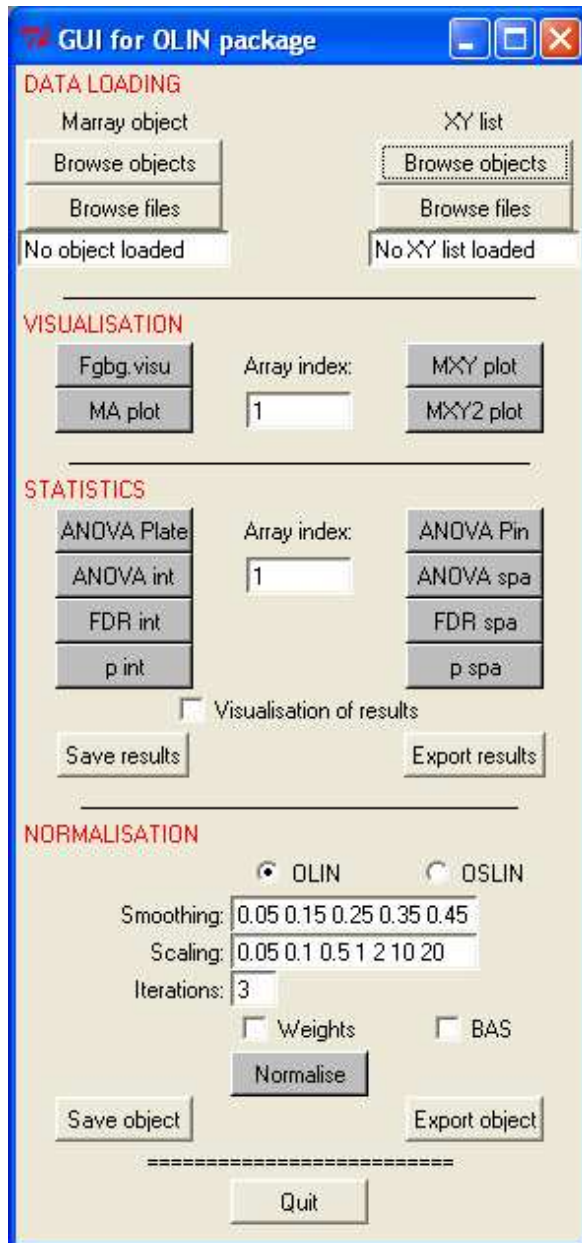 GUI for OLIN package
DATA LOADING
Marray object XY list
Browse objects Browse objects
Browse files Browse files
No object loaded No XY list loaded
VISUALISATION
Fgbg.visu Array index: MXY plot
MA plot 1 MXY2 plot
STATISTICS
ANOVA Plate Array index: ANOVA Pin
ANOVA int 1 ANOVA spa
FDR int FDR spa
p int p spa
Visualisation of results
Save results Export results
NORMALISATION
OLIN OSLIN
Smoothing: 0.05 0.15 0.25 0.35 0.45
Scaling: 0.05 0.1 0.5 1 2 10 20
Iterations: 3
Weights BAS
Normalise
Save object Export object
==========================
Quit